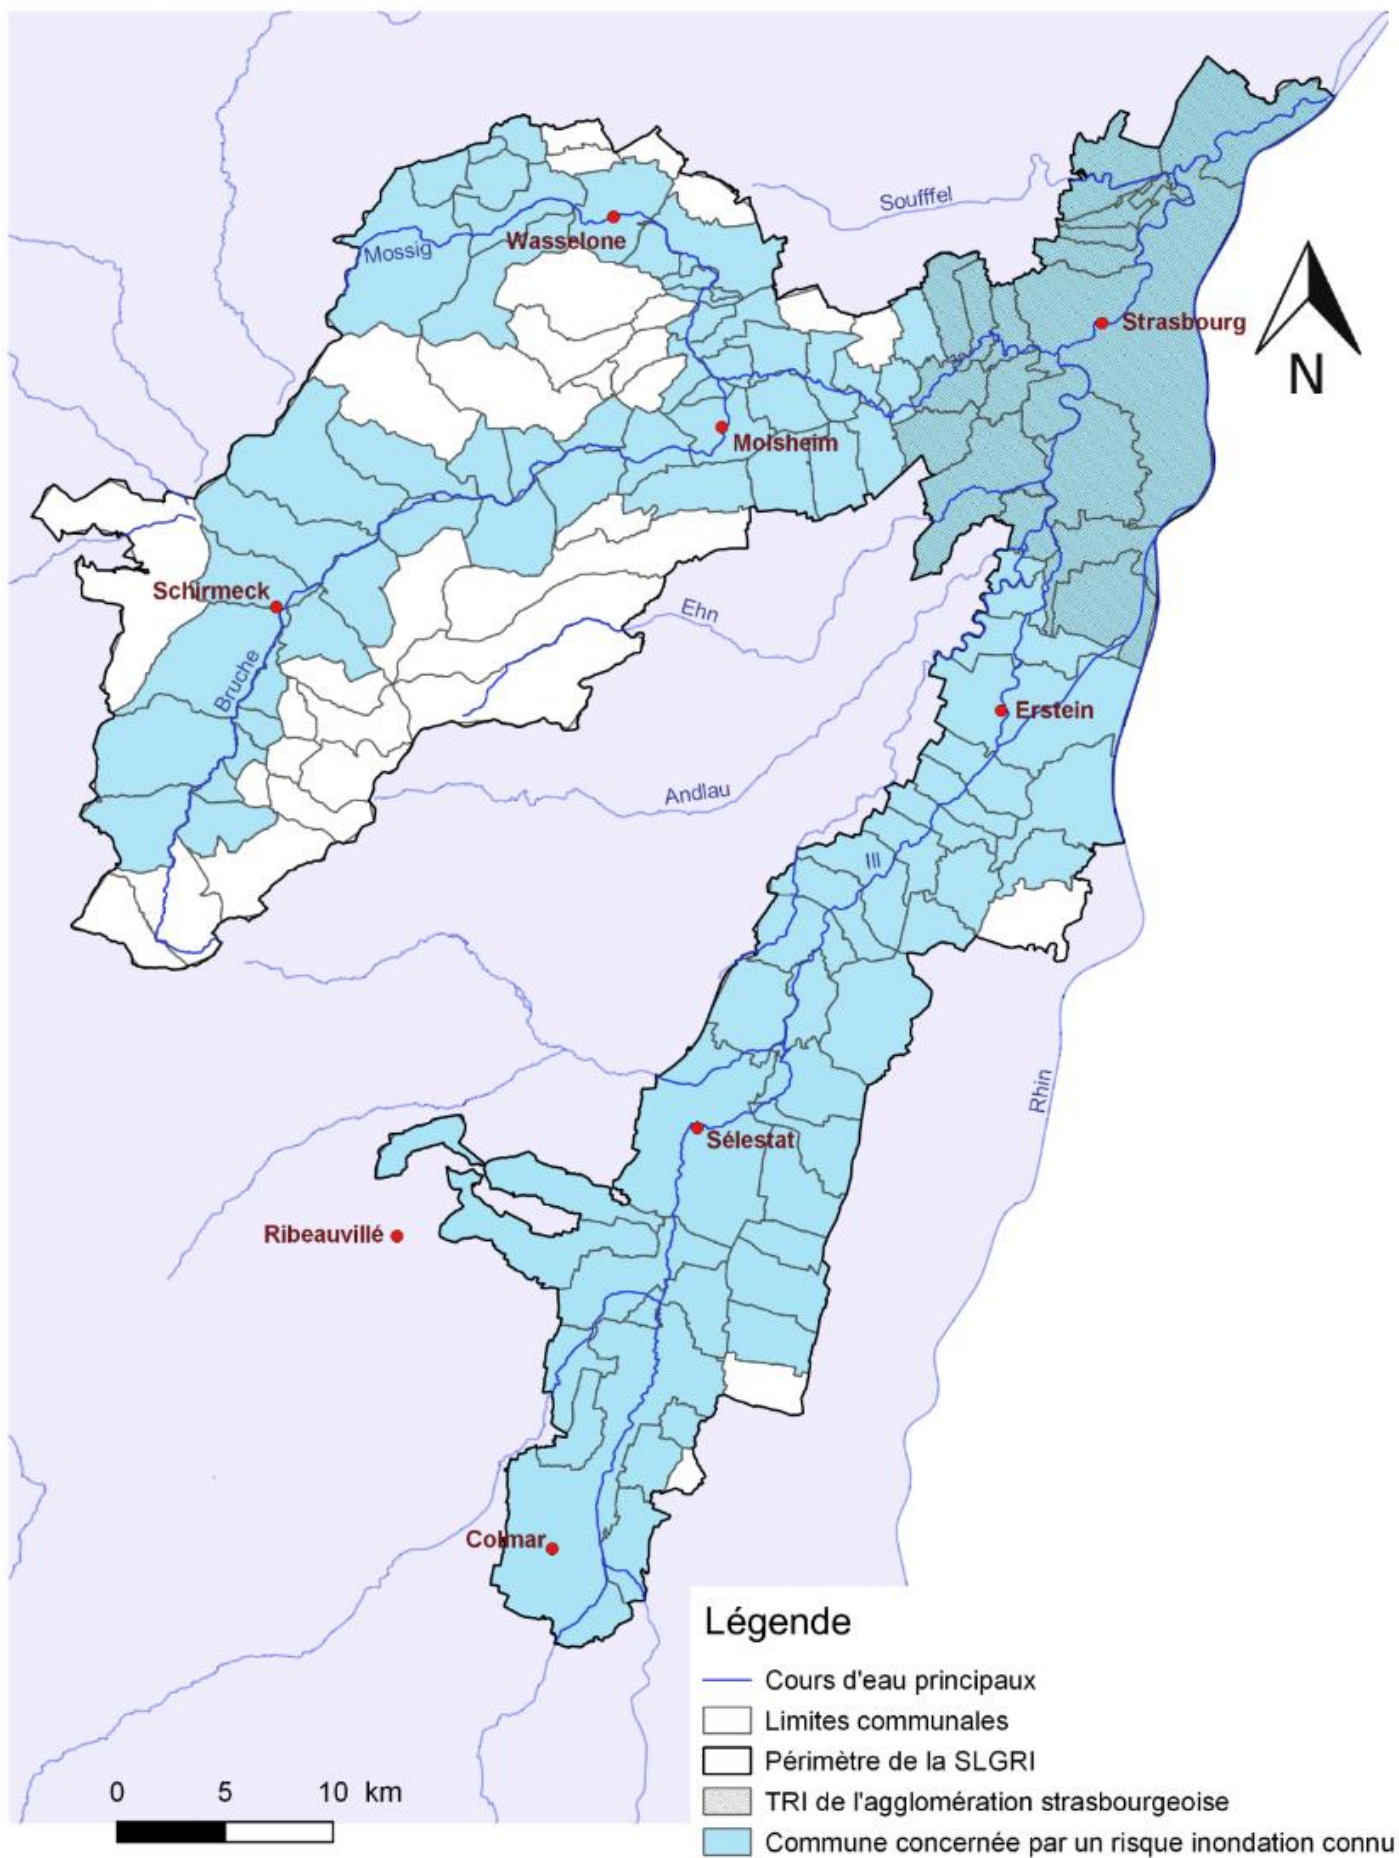 Soufffel
Mossig
Wasselone
Strasbourg
N
Molsheim
Schirmeck
Ehn
Bruche
Erstein
Andlau
Ill
Rhin
Sélestat
Ribeauvillé
Colmar
Légende
Cours d'eau principaux
Limites communales
Périmètre de la SLGRI
TRI de l'agglomération strasbourgeoise
Commune concernée par un risque inondation connu
0 5 10 km